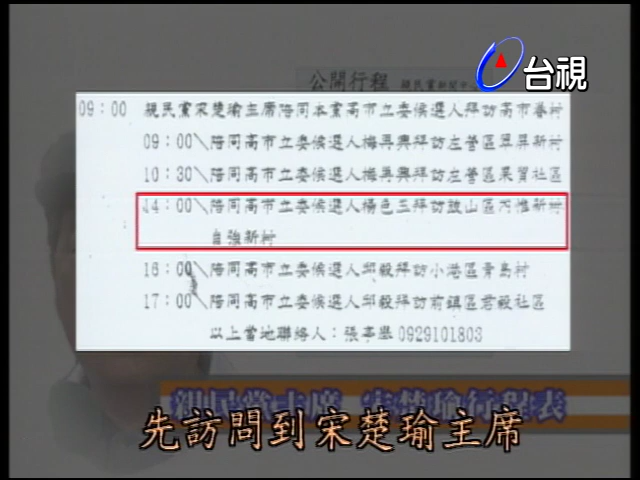 台視
公開行程
09:00 親民黨宋楚瑜主席陪同本黨高市立委候選人拜訪高市眷村
09:00\陪同高市立委候選人梅再興拜訪左營區翠屏新村
10:30\陪同高市立委候選人梅再興拜訪左營區果貿社區
14:00\陪同高市立委候選人楊色玉拜訪鼓山區內惟新村
自強新村
16:00\陪同高市立委候選人邱毅拜訪小港區青島村
17:00\陪同高市立委候選人邱毅拜訪前鎮區君毅社區
以上當地聯絡人:張 0929101803
親民黨主席 宋楚瑜行程表
先訪問到宋楚瑜主席